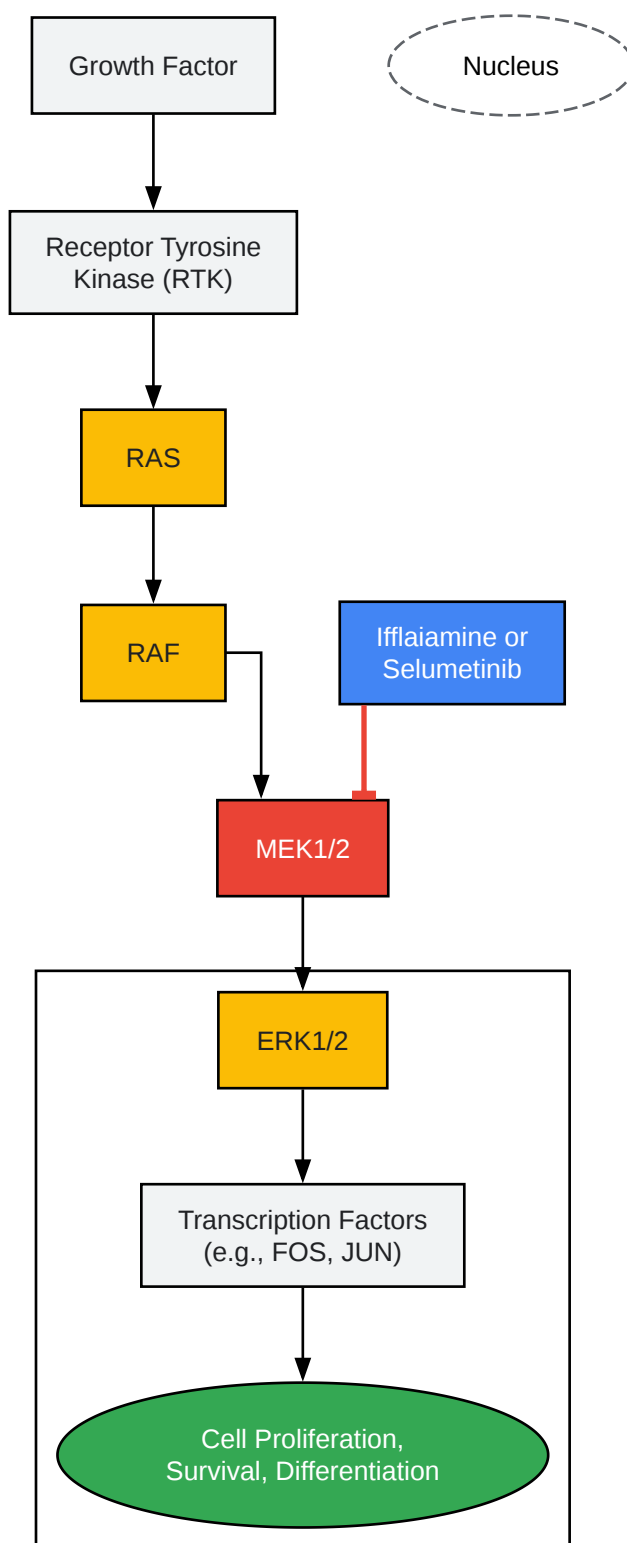 Growth Factor
Nucleus
Receptor Tyrosine
Kinase (RTK)
RAS
RAF
Ifflaiamine or
Selumetinib
MEK1/2
ERK1/2
Transcription Factors
(e.g., FOS, JUN)
Cell Proliferation,
Survival, Differentiation